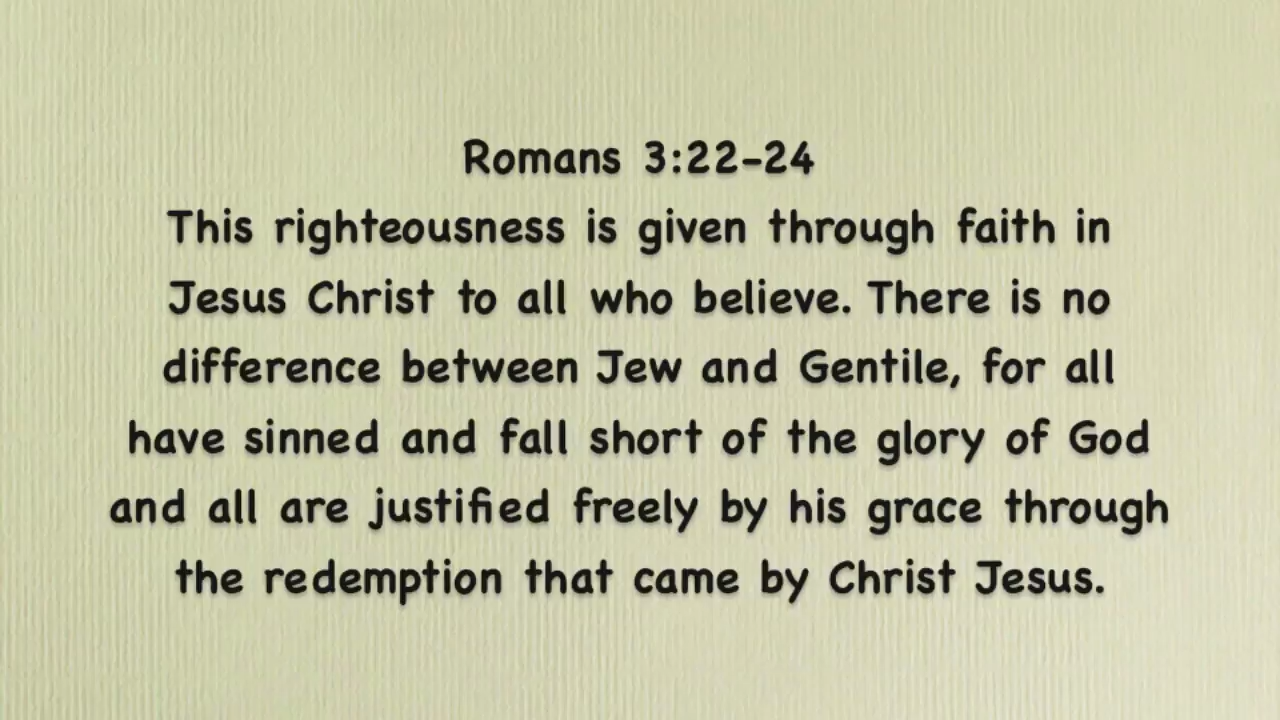 Romans 3:22-24
This righteousness is given through faith in
Jesus Christ to all who believe. There is no
difference between Jew and Gentile, for all
have sinned and fall short of the glory of God
and all are justified freely by his grace through
the redemption that came by Christ Jesus.